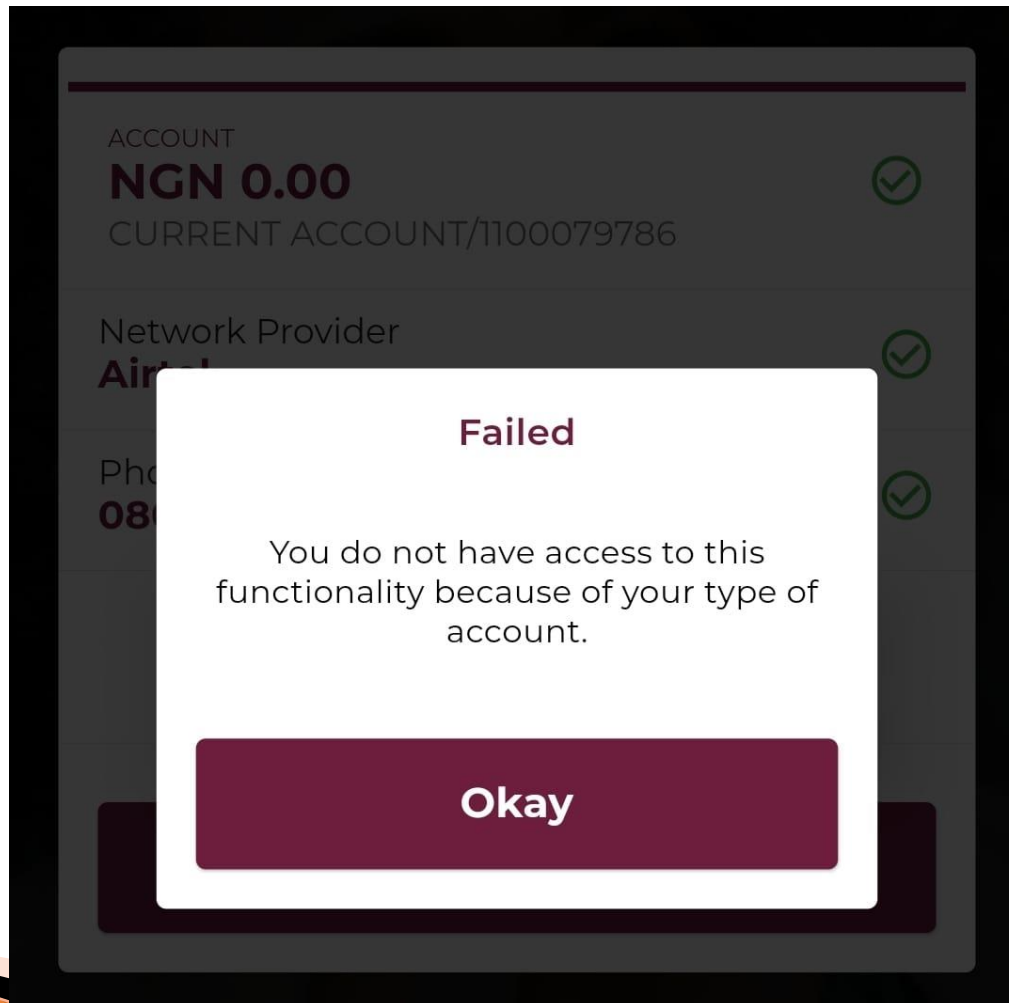 ACCOUNT
NGN 0.00
CURRENT ACCOUNT/1100079786
Network Provider
Failed
You do not have access to this
functionality because of your type of
account.
Okay